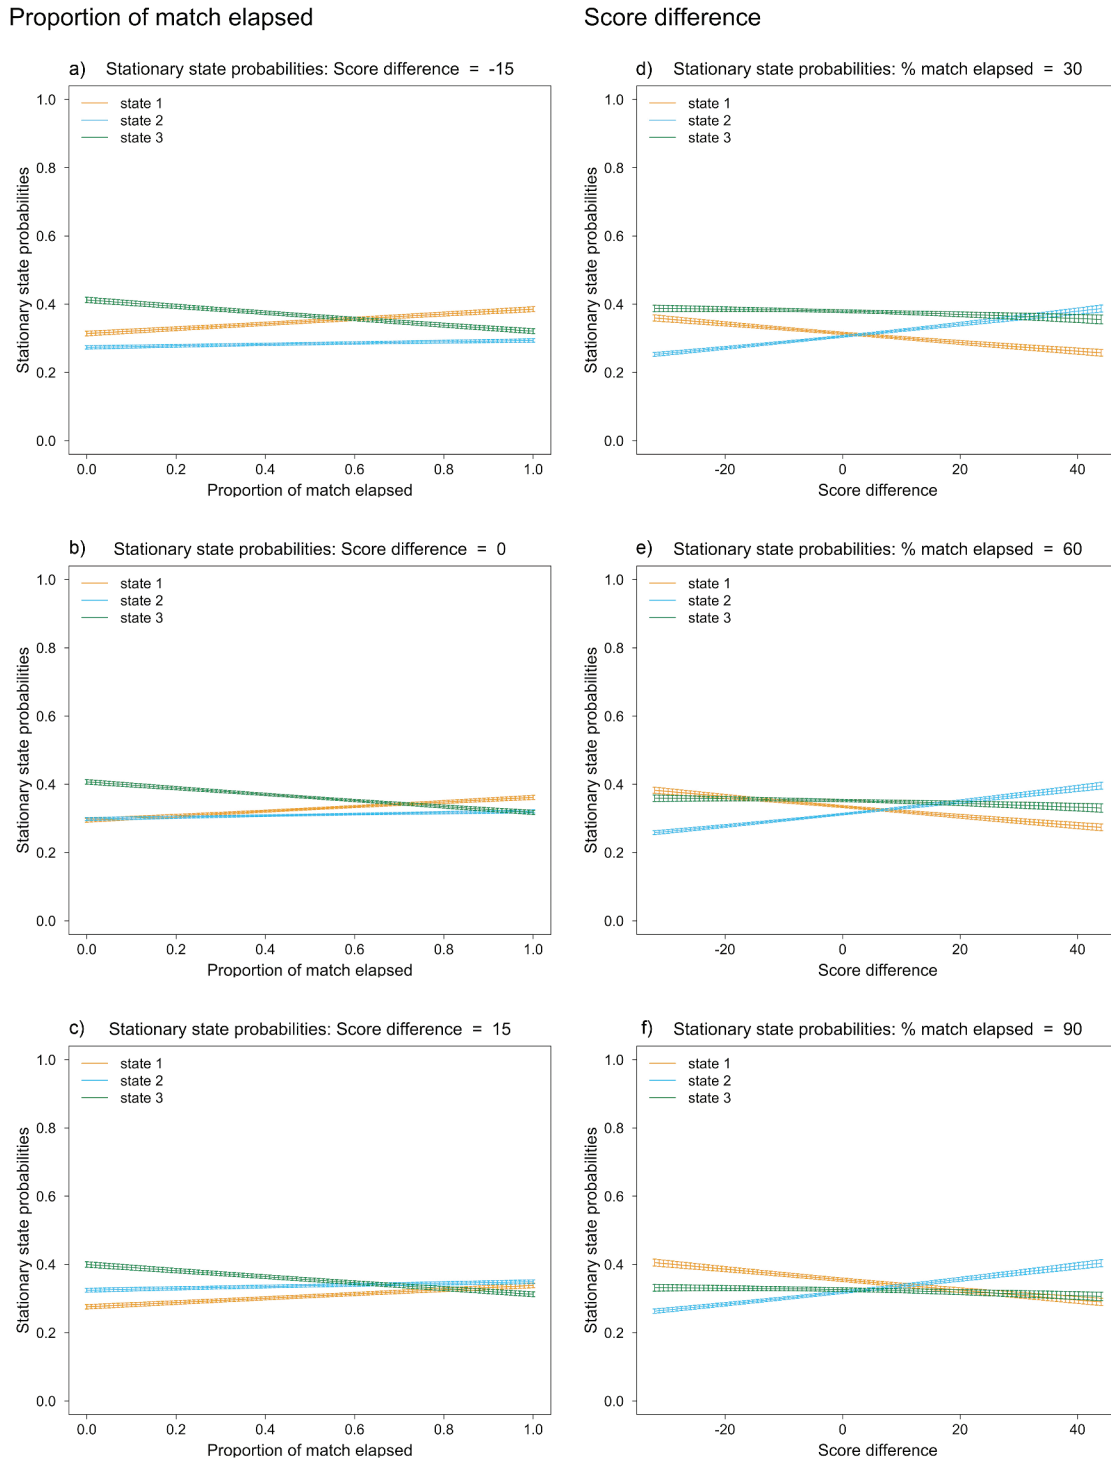 Proportion of match elapsed
Score difference
a) Stationary state probabilities: Score difference = -15
state 1
state 2
state 3
Stationary state probabilities
1.0
0.8
0.6
0.4
0.2
0.0
0.0 0.2 0.4 0.6 0.8 1.0
Proportion of match elapsed
d) Stationary state probabilities: % match elapsed = 30
state 1
state 2
state 3
Stationary state probabilities
1.0
0.8
0.6
0.4
0.2
0.0
-20 0 20 40
Score difference
b) Stationary state probabilities: Score difference = 0
state 1
state 2
state 3
Stationary state probabilities
1.0
0.8
0.6
0.4
0.2
0.0
0.0 0.2 0.4 0.6 0.8 1.0
Proportion of match elapsed
e) Stationary state probabilities: % match elapsed = 60
state 1
state 2
state 3
Stationary state probabilities
1.0
0.8
0.6
0.4
0.2
0.0
-20 0 20 40
Score difference
c) Stationary state probabilities: Score difference = 15
state 1
state 2
state 3
Stationary state probabilities
1.0
0.8
0.6
0.4
0.2
0.0
0.0 0.2 0.4 0.6 0.8 1.0
Proportion of match elapsed
f) Stationary state probabilities: % match elapsed = 90
state 1
state 2
state 3
Stationary state probabilities
1.0
0.8
0.6
0.4
0.2
0.0
-20 0 20 40
Score difference